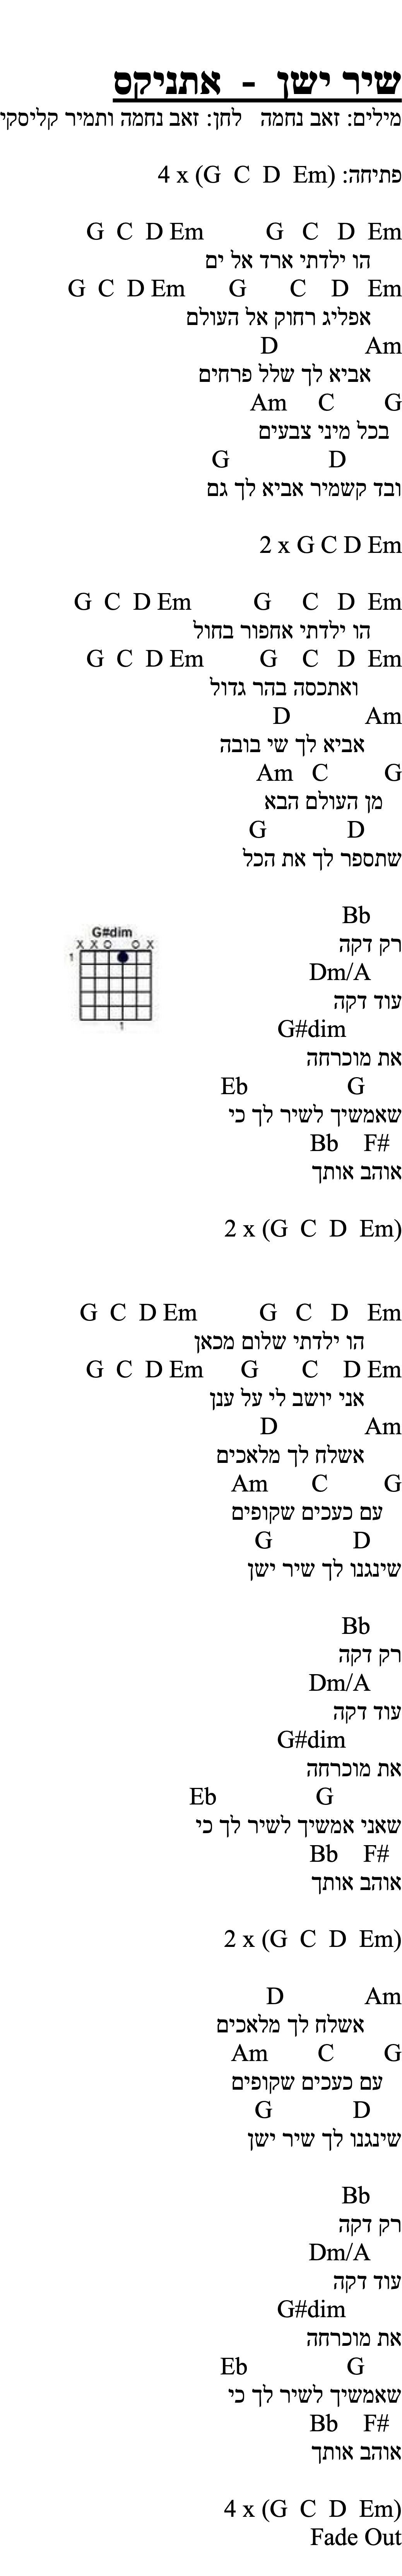 שיר ישן - אתניקס
מילים: זאב נחמה לחן: זאב נחמה ותמיר קליסקי
פתיחה: (G C D Em) x 4
G C D Em G C D Em
הו ילדתי ארד אל ים
G C D Em G C D Em
אפליג רחוק אל העולם
D Am
אביא לך שלל פרחים
Am C G
בכל מיני צבעים
G D
ובד קשמיר אביא לך גם
2 x G C D Em
G C D Em G C D Em
הו ילדתי אחפור בחול
G C D Em G C D Em
ואתכסה בהר גדול
D Am
אביא לך שי בובה
Am C G
מן העולם הבא
G D
שתספר לך את הכל
Bb
רק דקה
G#dim
X X O O X
1
1
Dm/A
עוד דקה
G#dim
את מוכרחה
Eb G
שאמשיך לשיר לך כי
Bb F#
אוהב אותך
2 x (G C D Em)
G C D Em G C D Em
הו ילדתי שלום מכאן
G C D Em G C D Em
אני יושב לי על ענן
D Am
אשלח לך מלאכים
Am C G
עם כעכים שקופים
G D
שינגנו לך שיר ישן
Bb
רק דקה
Dm/A
עוד דקה
G#dim
את מוכרחה
Eb G
שאני אמשיך לשיר לך כי
Bb F#
אוהב אותך
2 x (G C D Em)
D Am
אשלח לך מלאכים
Am C G
עם כעכים שקופים
G D
שינגנו לך שיר ישן
Bb
רק דקה
Dm/A
עוד דקה
G#dim
את מוכרחה
Eb G
שאמשיך לשיר לך כי
Bb F#
אוהב אותך
4 x (G C D Em)
Fade Out